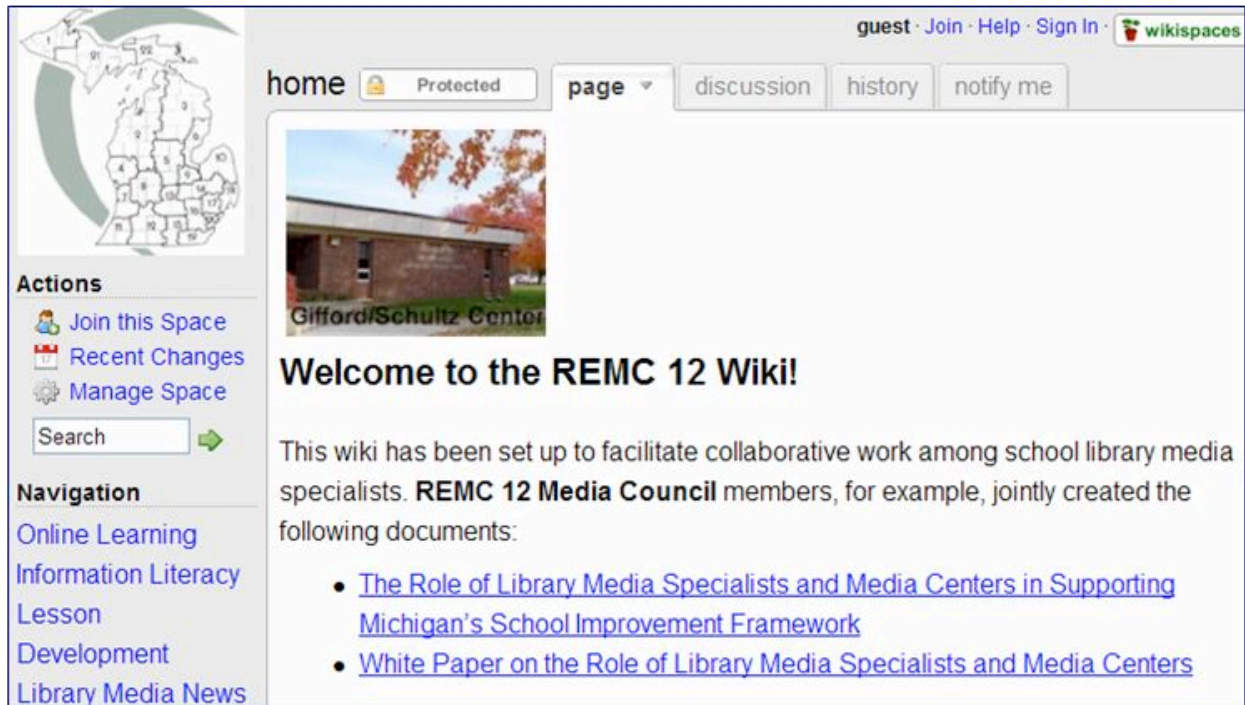 guest · Join · Help · Sign In · wikispaces
home Protected page discussion history notify me
Gifford/Schultz Center
Actions
Join this Space
Recent Changes
Manage Space
Search
Navigation
Online Learning
Information Literacy
Lesson
Development
Library Media News
Welcome to the REMC 12 Wiki!
This wiki has been set up to facilitate collaborative work among school library media
specialists. REMC 12 Media Council members, for example, jointly created the
following documents:
• The Role of Library Media Specialists and Media Centers in Supporting
Michigan's School Improvement Framework
• White Paper on the Role of Library Media Specialists and Media Centers